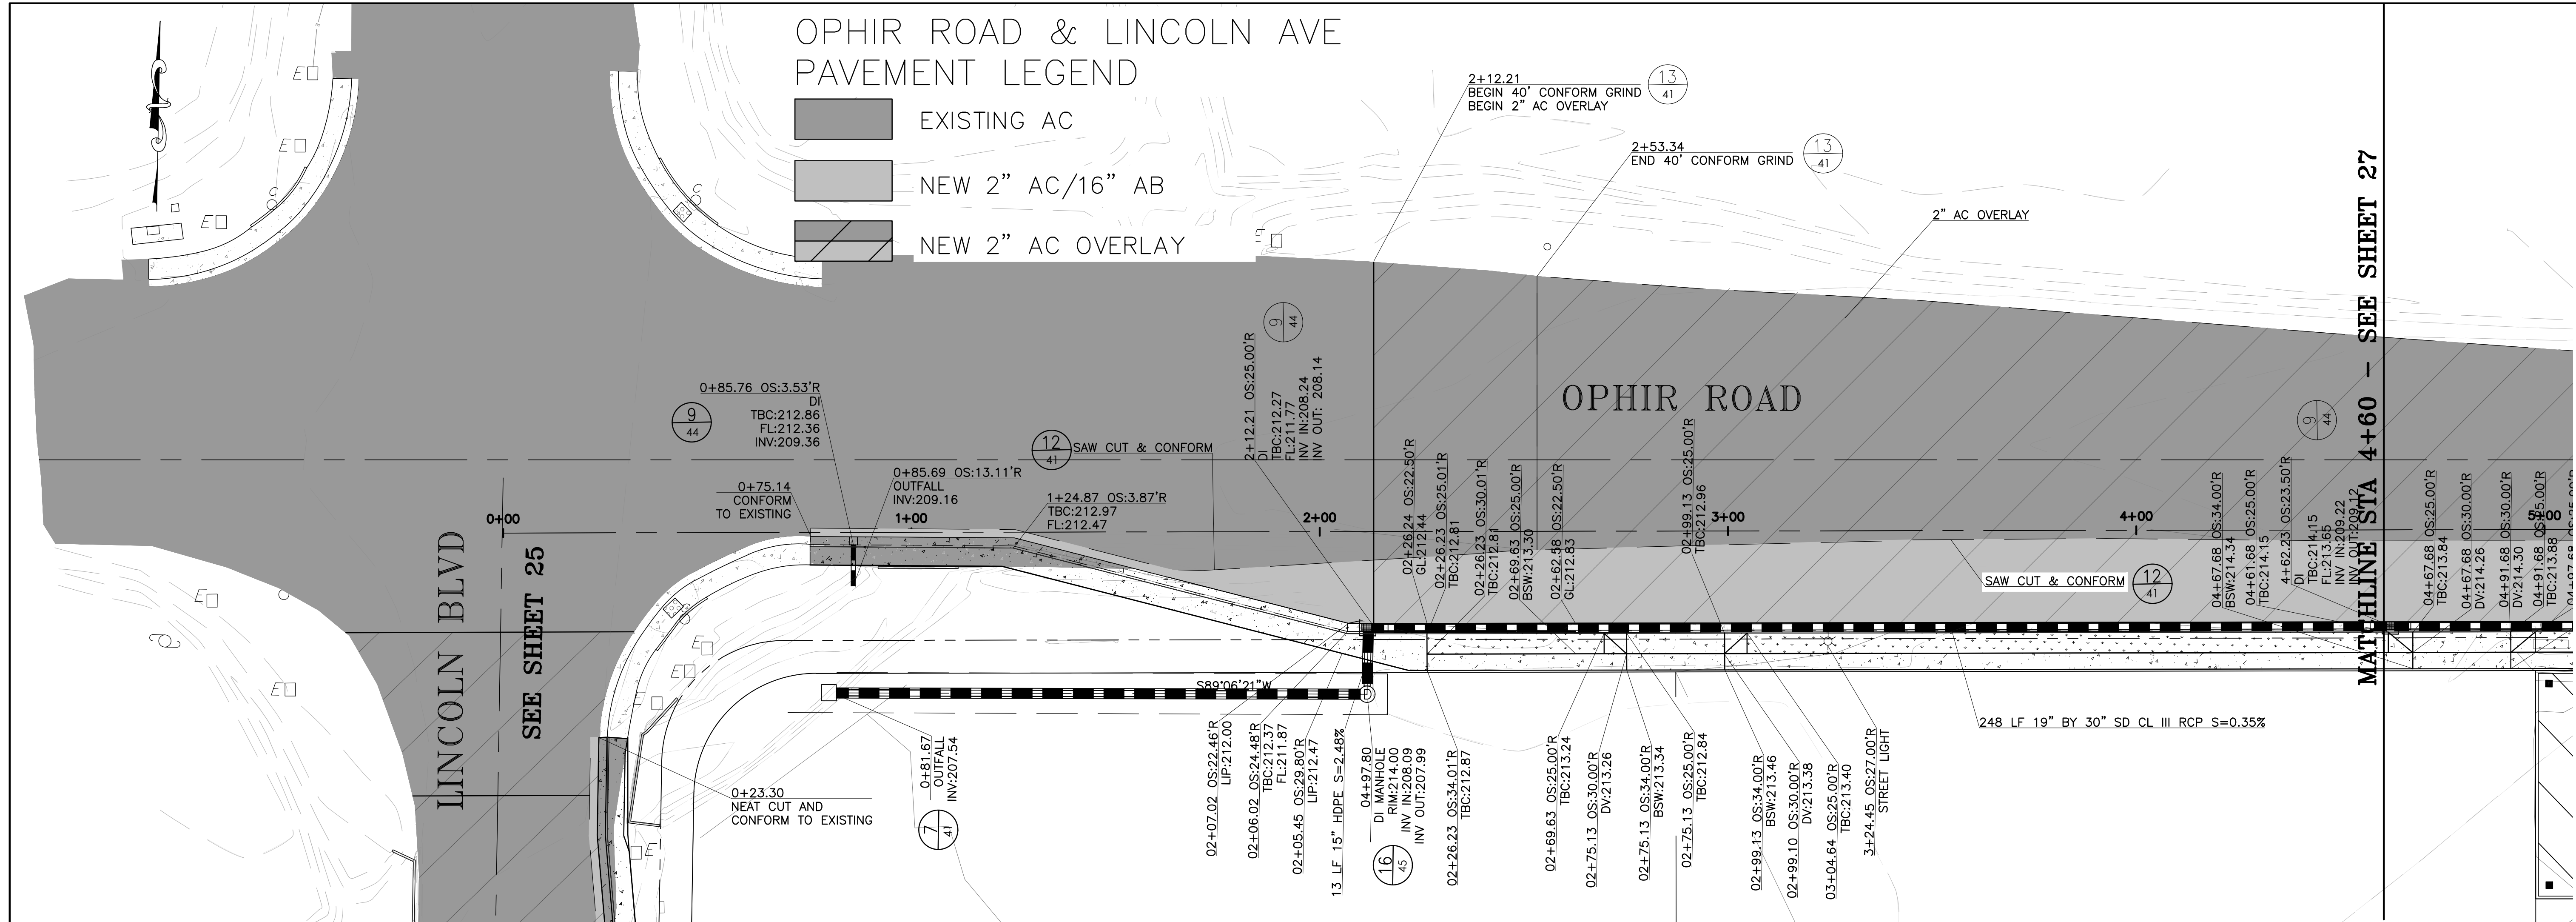 OPHIR ROAD & LINCOLN AVE
PAVEMENT LEGEND
EXISTING AC
NEW 2" AC/16" AB
NEW 2" AC OVERLAY
E
E
E
C
C
E
2+12.21
BEGIN 40' CONFORM GRIND
BEGIN 2" AC OVERLAY
13
41
2+53.34
END 40' CONFORM GRIND
13
41
2" AC OVERLAY
MATCHLINE STA 4+60 - SEE SHEET 27
OPHIR ROAD
0+85.76 OS:3.53'R
DI
TBC:212.86
FL:212.36
INV:209.36
9
44
0+75.14
CONFORM
TO EXISTING
0+85.69 OS:13.11'R
OUTFALL
INV:209.16
12
41
SAW CUT & CONFORM
1+24.87 OS:3.87'R
TBC:212.97
FL:212.47
2+12.21 OS:25.00'R
DI
TBC:212.27
FL:211.77
INV IN:208.24
INV OUT: 208.14
9
44
02+26.24 OS:22.50'R
GL:212.44
02+26.23 OS:25.01'R
TBC:212.81
02+26.23 OS:30.01'R
TBC:212.81
02+69.63 OS:25.00'R
BSW:213.30
02+62.58 OS:22.50'R
GL:212.83
02+99.13 OS:25.00'R
TBC:212.96
SAW CUT & CONFORM
12
41
04+67.68 OS:34.00'R
BSW:214.34
04+61.68 OS:25.00'R
TBC:214.15
4+62.23 OS:23.50'R
DI
TBC:214.15
FL:213.65
INV IN:209.22
INV OUT:209.12
9
44
04+67.68 OS:25.00'R
TBC:213.84
04+67.68 OS:30.00'R
DV:214.26
04+91.68 OS:30.00'R
DV:214.30
04+91.68 OS:25.00'R
TBC:213.88
0+00
1+00
2+00
3+00
4+00
5+00
LINCOLN BLVD
SEE SHEET 25
E
E
E
E
E
E
S89°06'21"W
0+23.30
NEAT CUT AND
CONFORM TO EXISTING
0+81.67
OUTFALL
INV:207.54
7
41
02+07.02 OS:22.46'R
LIP:212.00
02+06.02 OS:24.48'R
TBC:212.37
FL:211.87
02+05.45 OS:29.80'R
LIP:212.47
13 LF 15" HDPE S=2.48%
04+97.80
DI MANHOLE
RIM:214.00
INV IN:208.09
INV OUT:207.99
16
45
02+26.23 OS:34.01'R
TBC:212.87
02+69.63 OS:25.00'R
TBC:213.24
02+75.13 OS:30.00'R
DV:213.26
02+75.13 OS:34.00'R
BSW:213.34
02+75.13 OS:25.00'R
TBC:212.84
02+99.13 OS:34.00'R
BSW:213.46
02+99.10 OS:30.00'R
DV:213.38
03+04.64 OS:25.00'R
TBC:213.40
3+24.45 OS:27.00'R
STREET LIGHT
248 LF 19" BY 30" SD CL III RCP S=0.35%